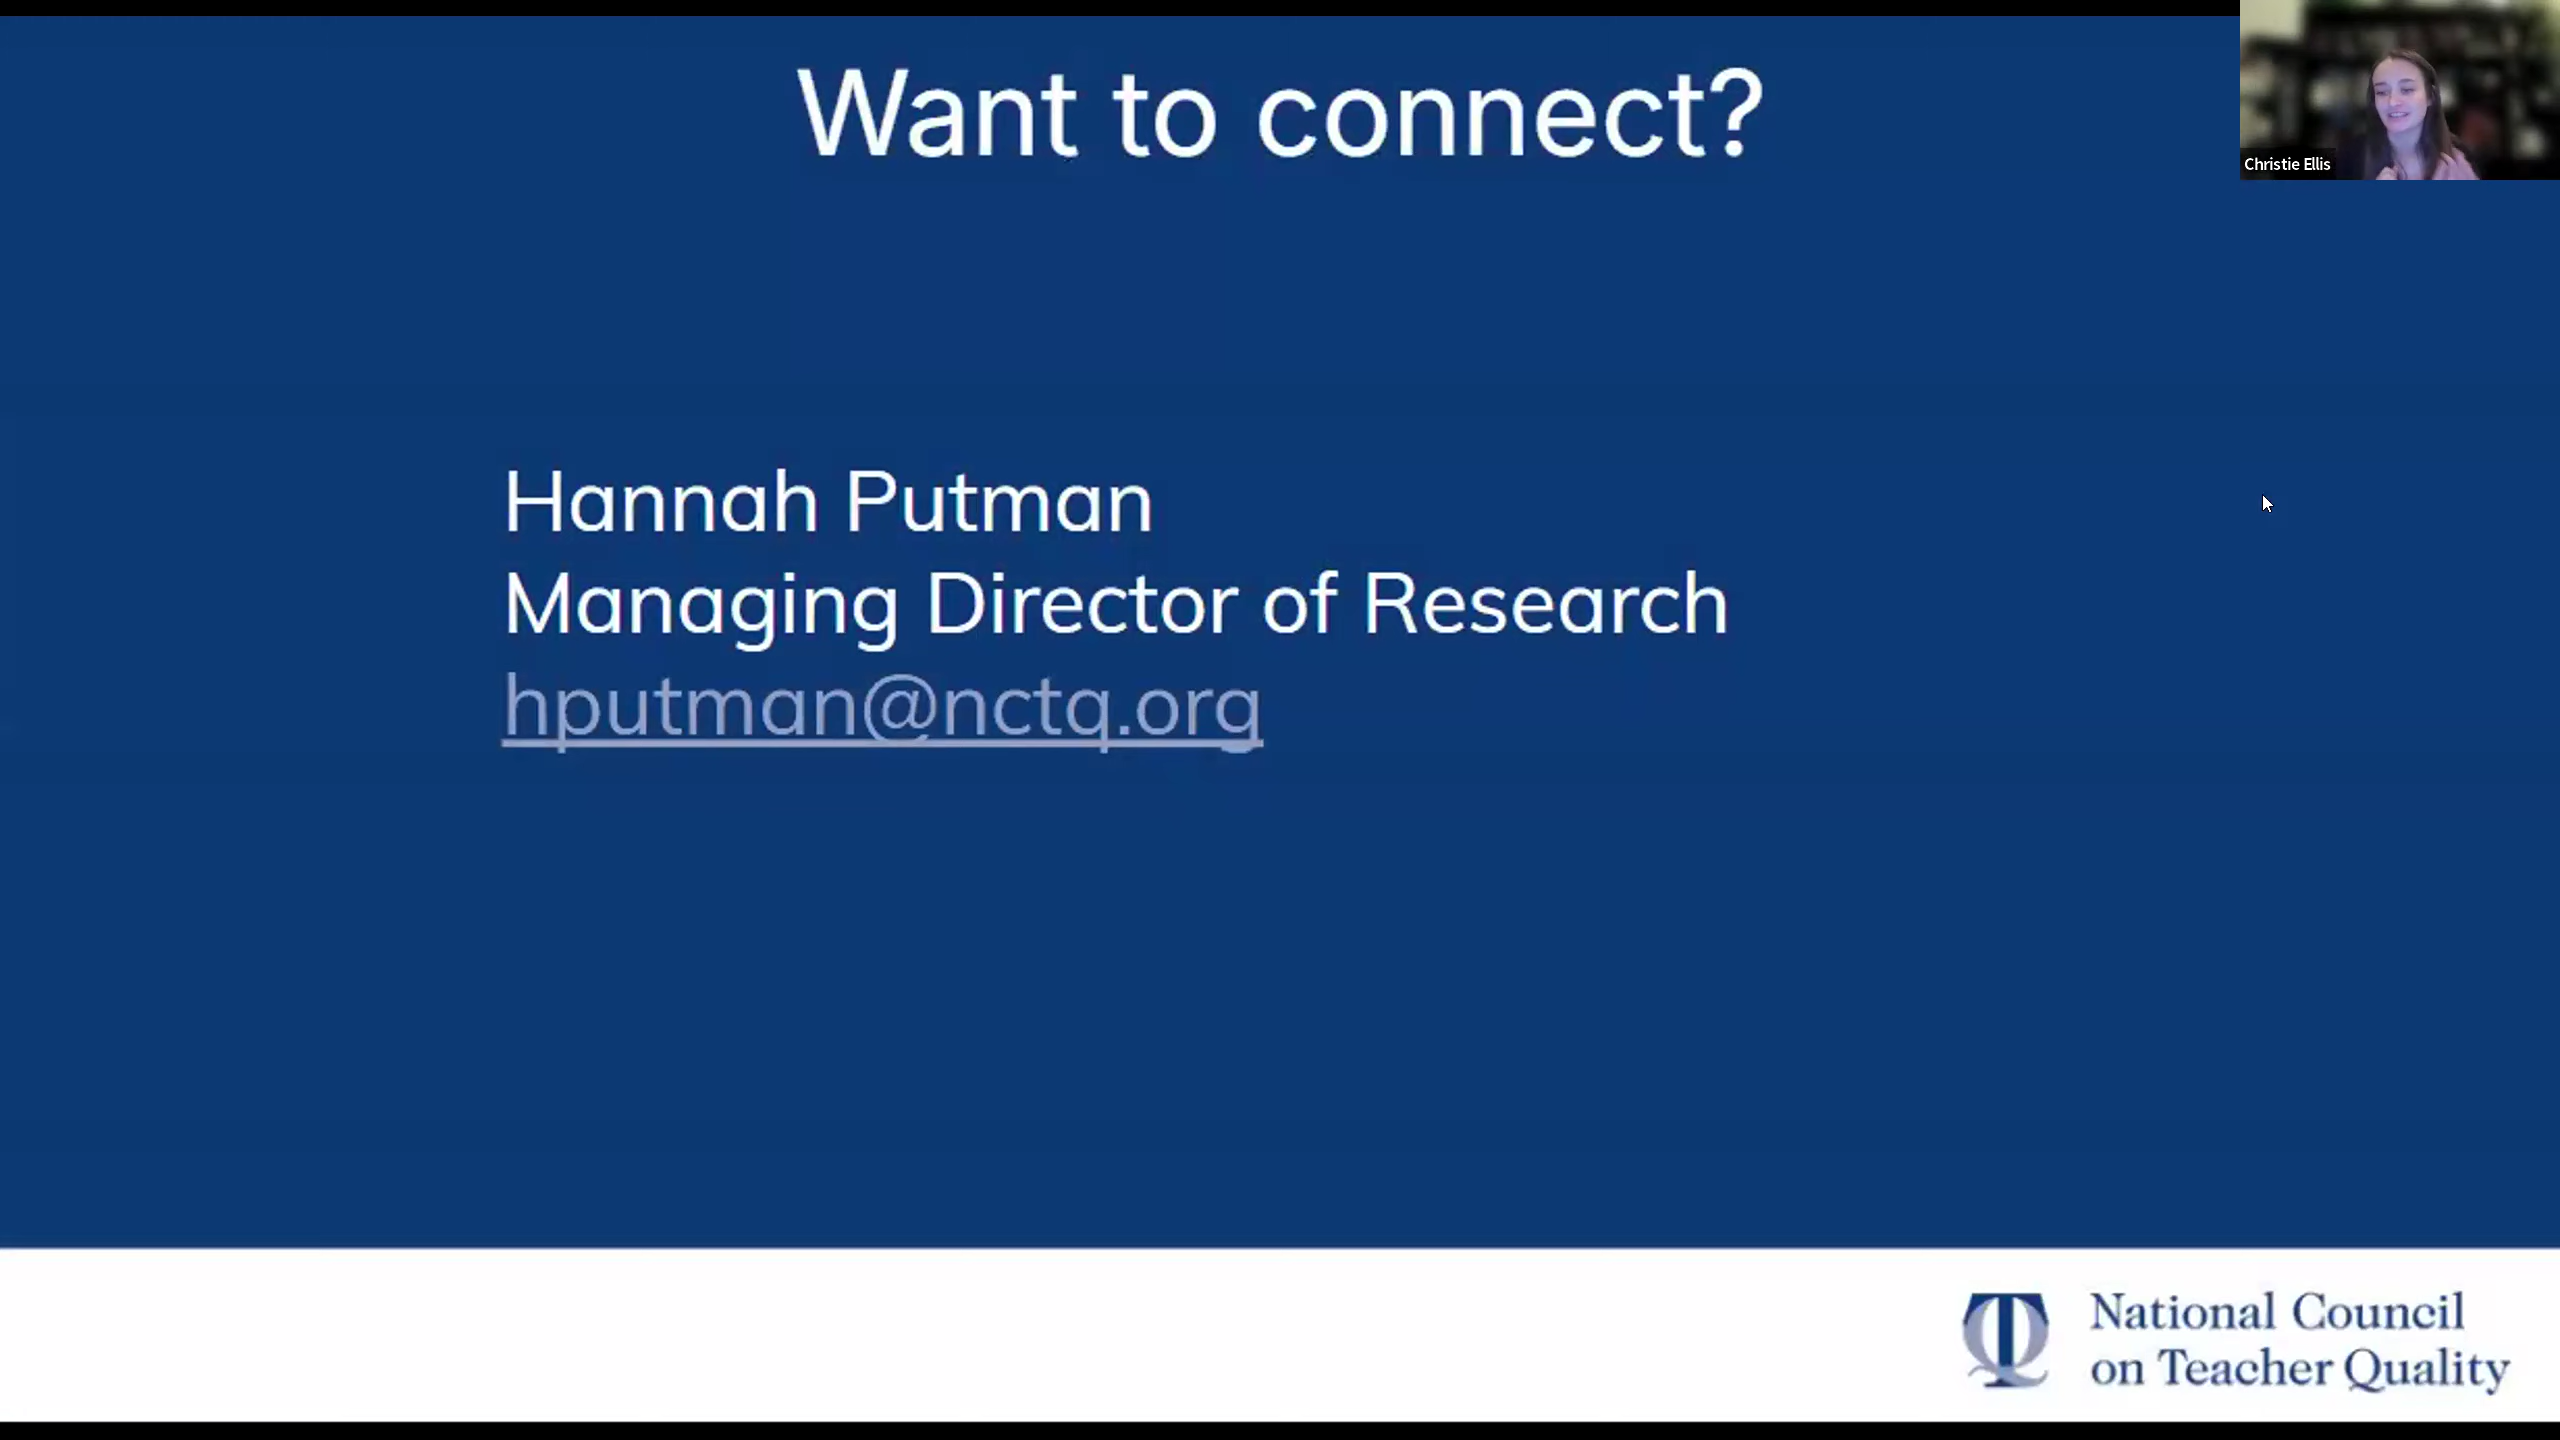 Want to connect?
Christie Ellis
Hannah Putman
Managing Director of Research
hputman@nctq.org
National Council
on Teacher Quality